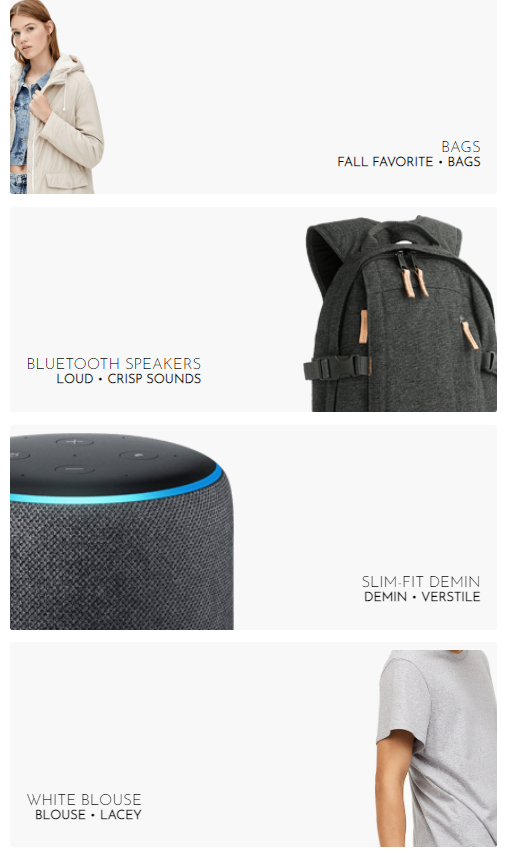 BAGS
FALL FAVORITE • BAGS
BLUETOOTH SPEAKERS
LOUD • CRISP SOUNDS
SLIM-FIT DEMIN
DEMIN • VERSTILE
WHITE BLOUSE
BLOUSE • LACEY